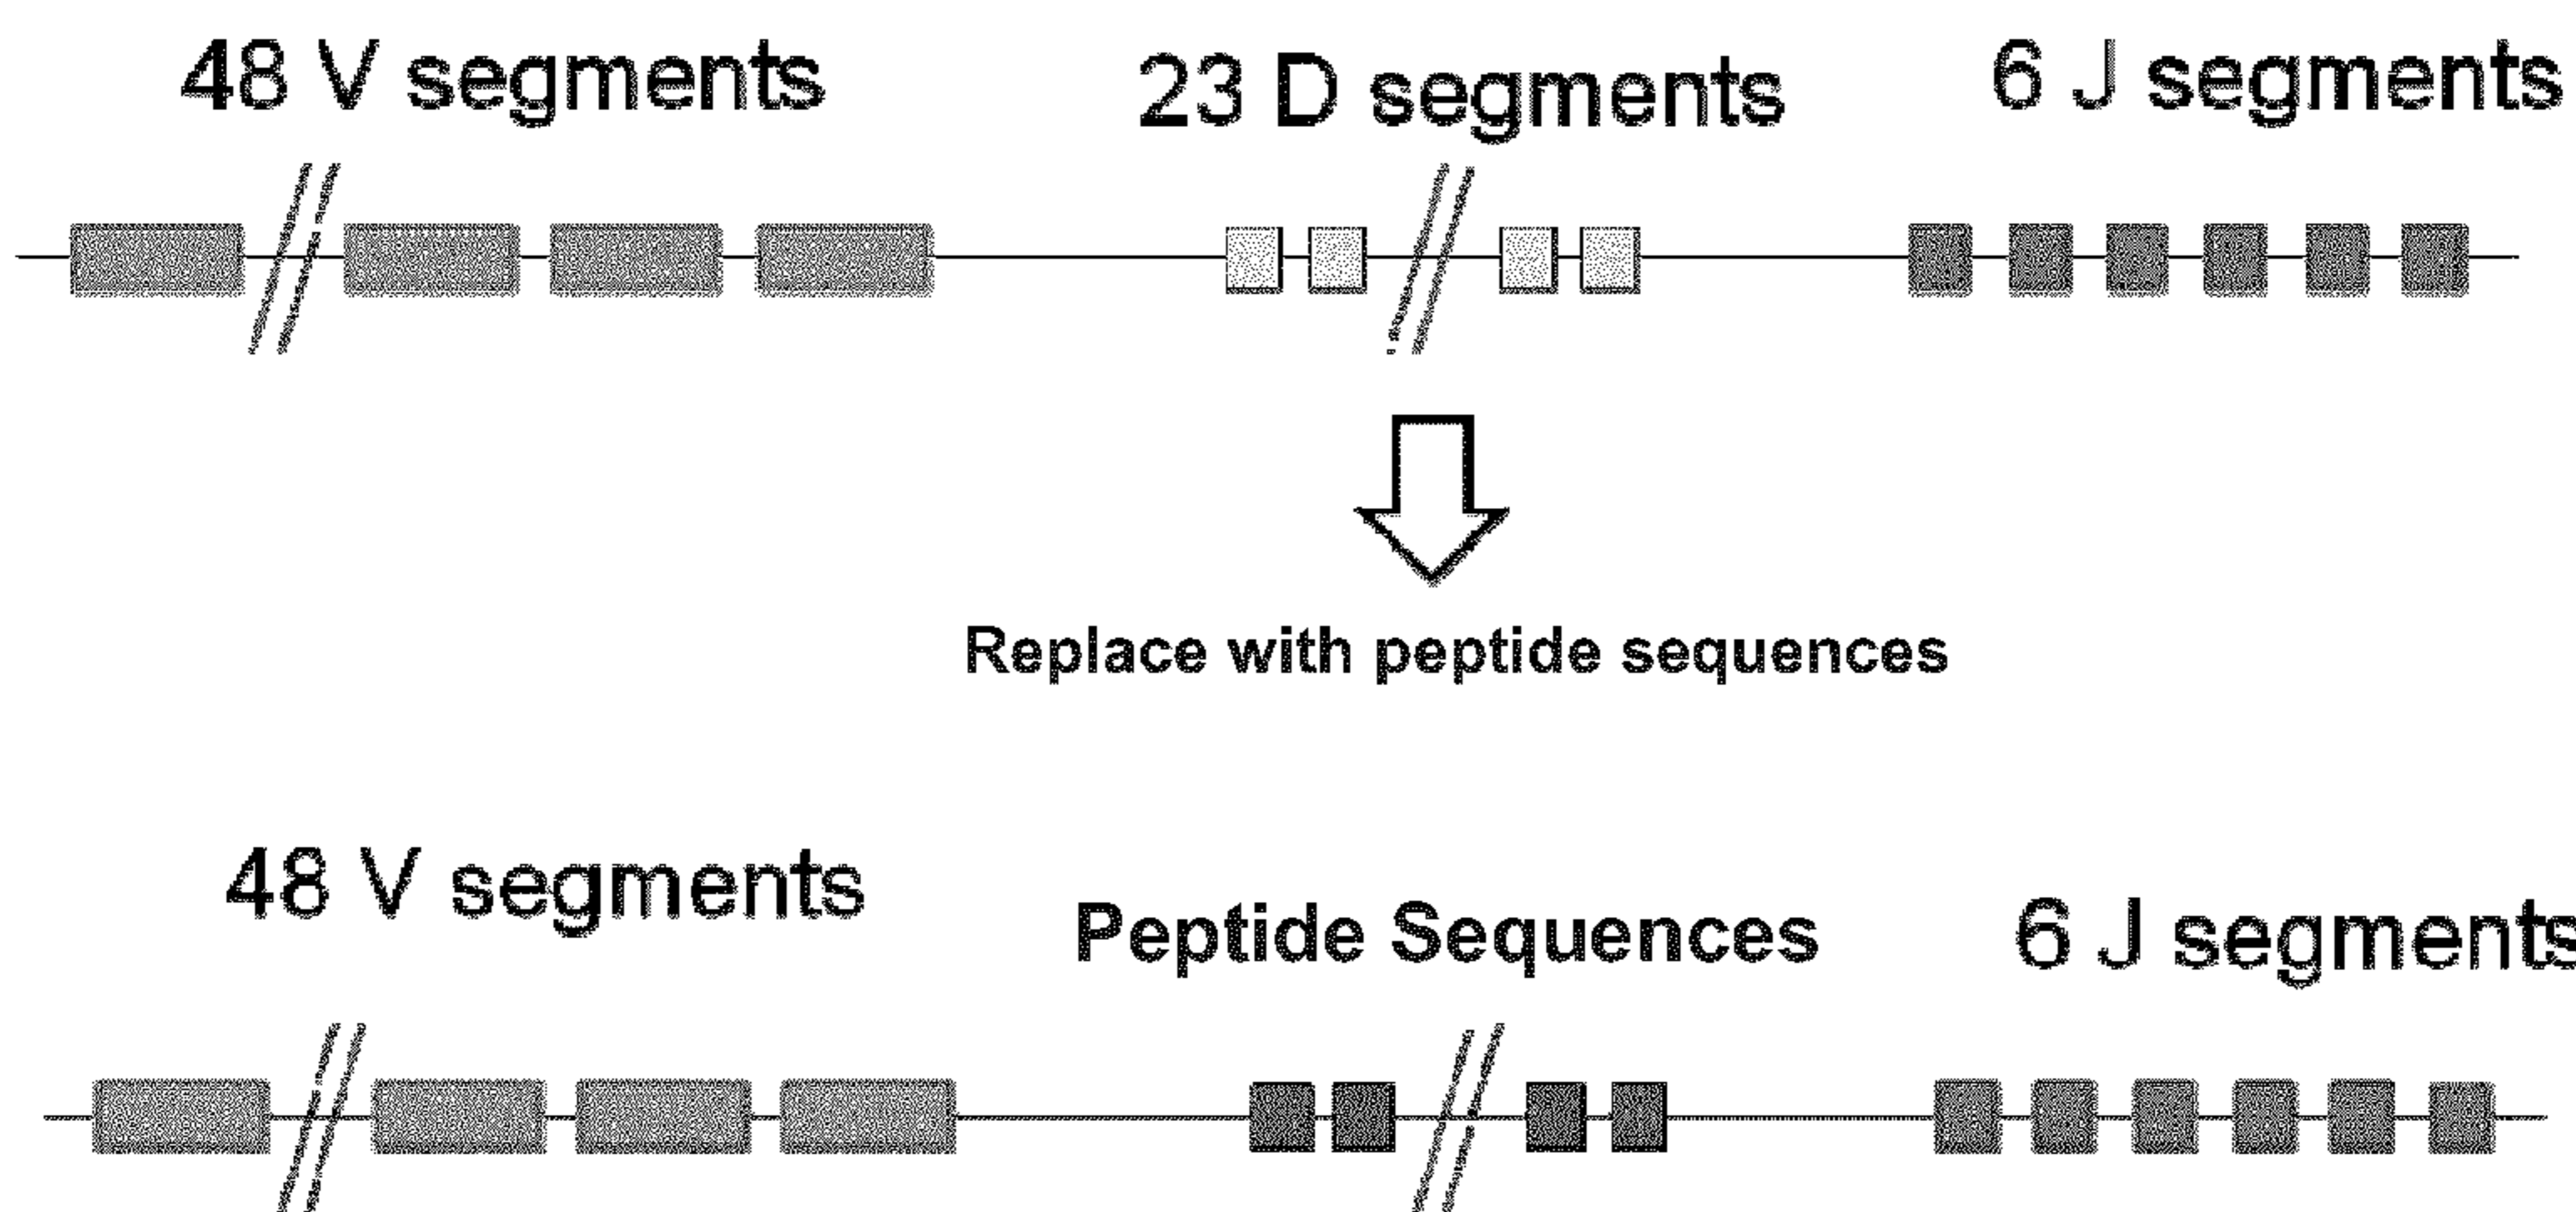 48 V segments
23 D segments
6 J segments
Replace with peptide sequences
48 V segments
Peptide Sequences
6 J segments